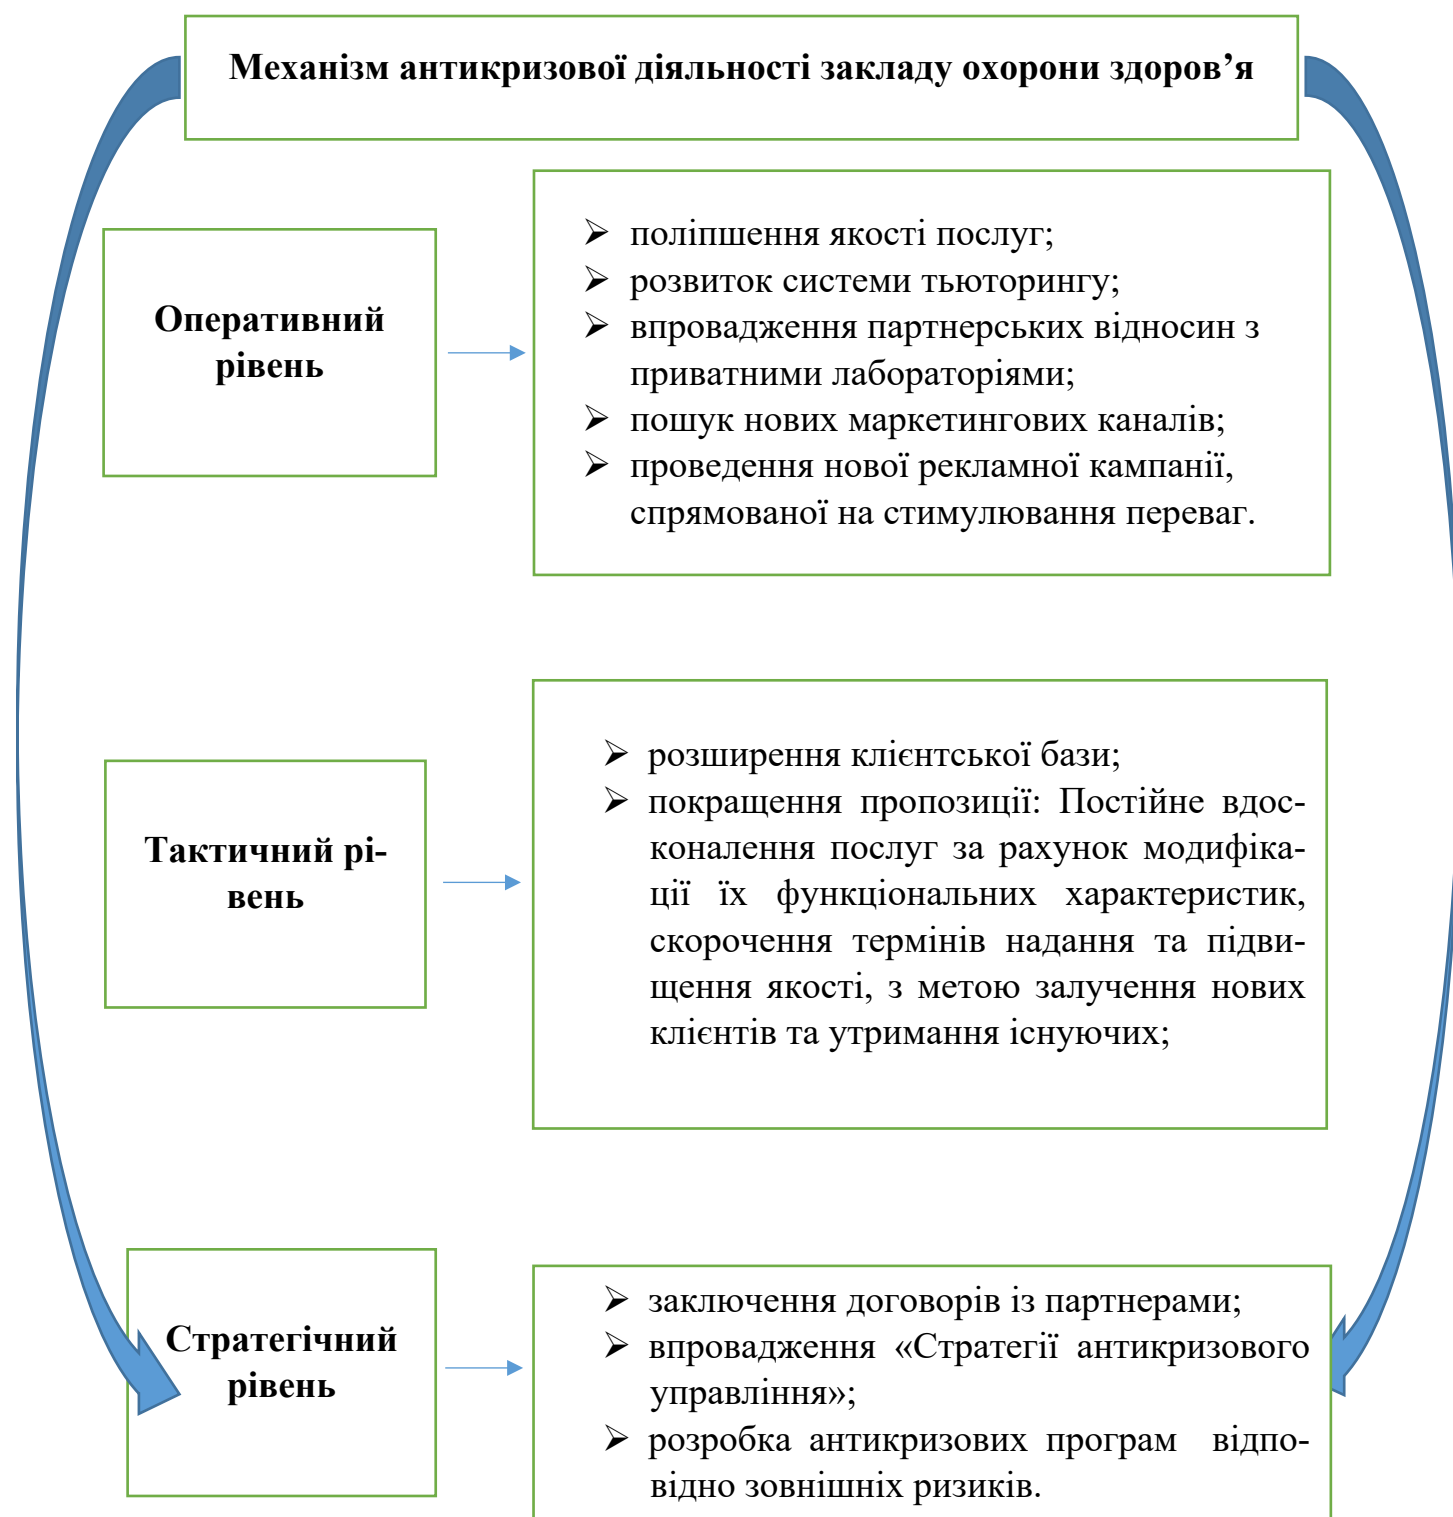 Механізм антикризової діяльності закладу охорони здоров’я
Оперативний
рівень
➢ поліпшення якості послуг;
➢ розвиток системи тьюторингу;
➢ впровадження партнерських відносин з
приватними лабораторіями;
➢ пошук нових маркетингових каналів;
➢ проведення нової рекламної кампанії,
спрямованої на стимулювання переваг.
Тактичний рі-
вень
➢ розширення клієнтської бази;
➢ покращення пропозиції: Постійне вдос-
коналення послуг за рахунок модифіка-
ції їх функціональних характеристик,
скорочення термінів надання та підви-
щення якості, з метою залучення нових
клієнтів та утримання існуючих;
Стратегічний
рівень
➢ заключення договорів із партнерами;
➢ впровадження «Стратегії антикризового
управління»;
➢ розробка антикризових програм відпо-
відно зовнішніх ризиків.